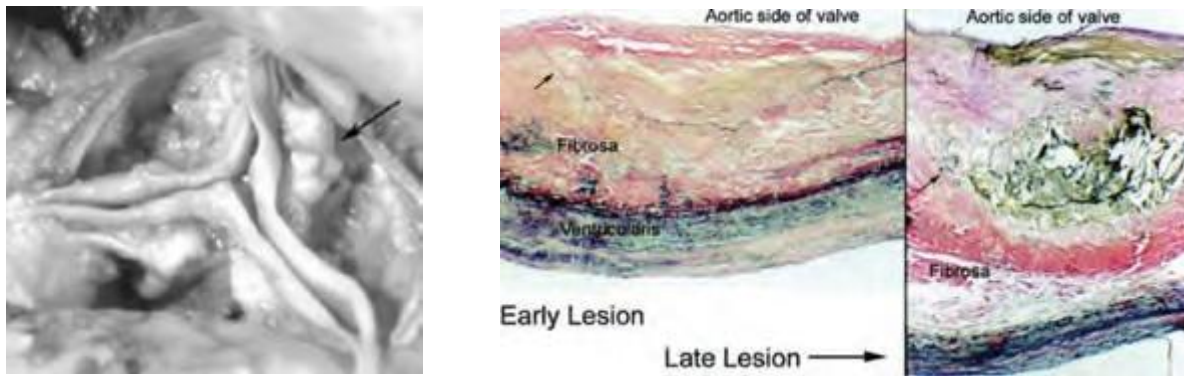 Aortic side of valve
Aortic side of valve
Fibrosa
Ventricularis
Fibrosa
Early Lesion
Late Lesion